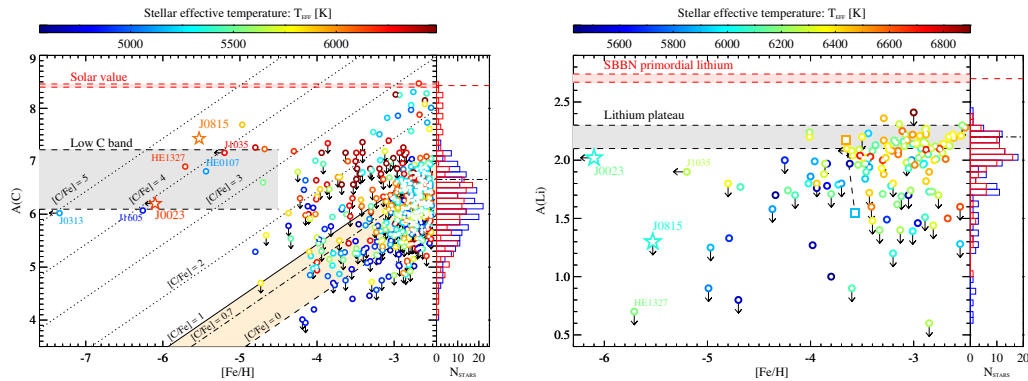 Stellar effective temperature: T_EFF [K]
5000 5500 6000
Solar value
J0815
Low C band
J1035
HE1327
HE0107
[C/Fe] = 5
[C/Fe] = 4
[C/Fe] = 3
J0023
J0313
J1605
[C/Fe] = 2
[C/Fe] = 1
[C/Fe] = 0.7
[C/Fe] = 0
A(C)
9
8
7
6
5
4
-7 -6 -5 -4 -3 0 10 20
[Fe/H] N_STARS
Stellar effective temperature: T_EFF [K]
5600 5800 6000 6200 6400 6600 6800
SBBN primordial lithium
Lithium plateau
J0023
J1035
J0815
HE1327
A(Li)
2.5
2.0
1.5
1.0
0.5
-6 -5 -4 -3 0 10 20
[Fe/H] N_STARS